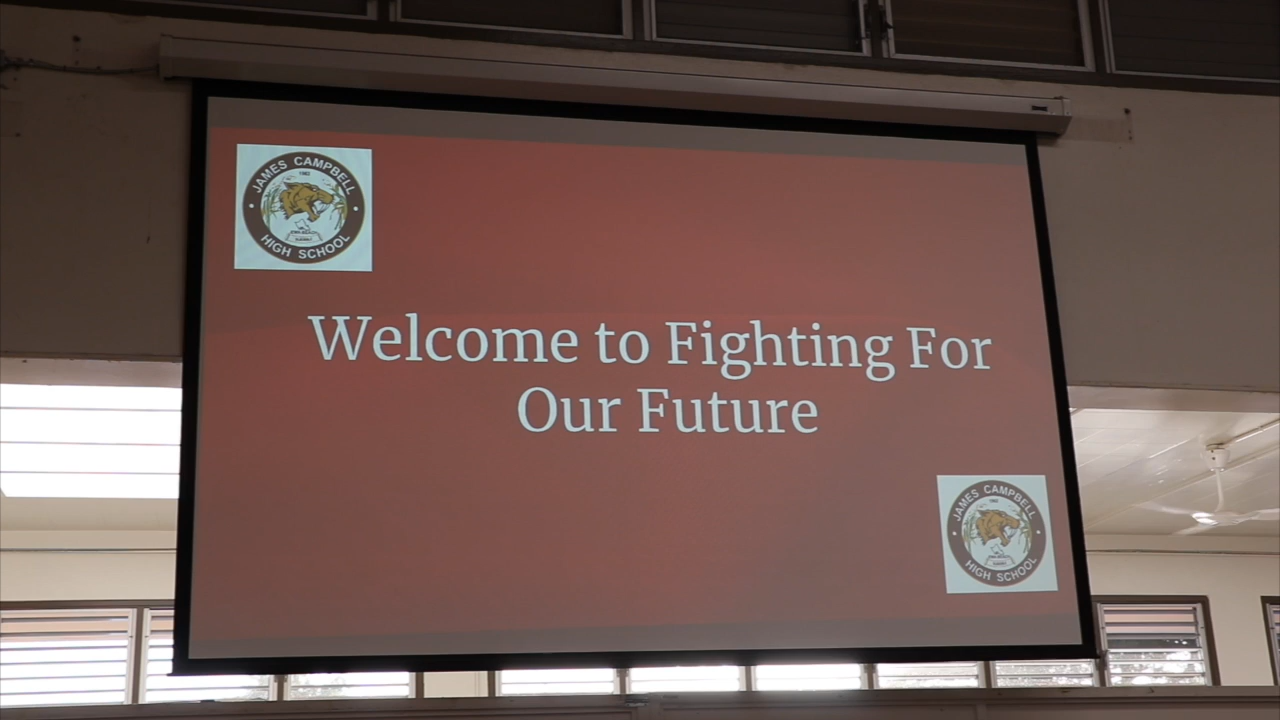 JAMES CAMPBELL
1962
HIGH SCHOOL
Welcome to Fighting For
Our Future
JAMES CAMPBELL
HIGH SCHOOL